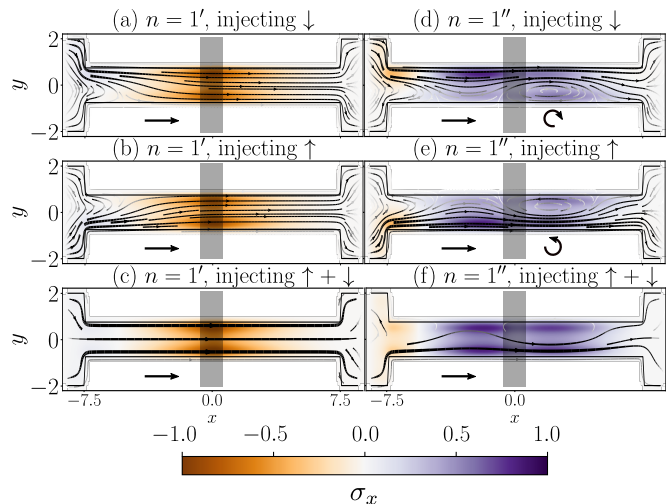 (a) n = 1′, injecting ↓
(d) n = 1″, injecting ↓
2
0
−2
y
(b) n = 1′, injecting ↑
(e) n = 1″, injecting ↑
2
0
−2
y
(c) n = 1′, injecting ↑ + ↓
(f) n = 1″, injecting ↑ + ↓
2
0
−2
y
−7.5 0.0 7.5
−7.5 0.0
x
x
−1.0 −0.5 0.0 0.5 1.0
σx